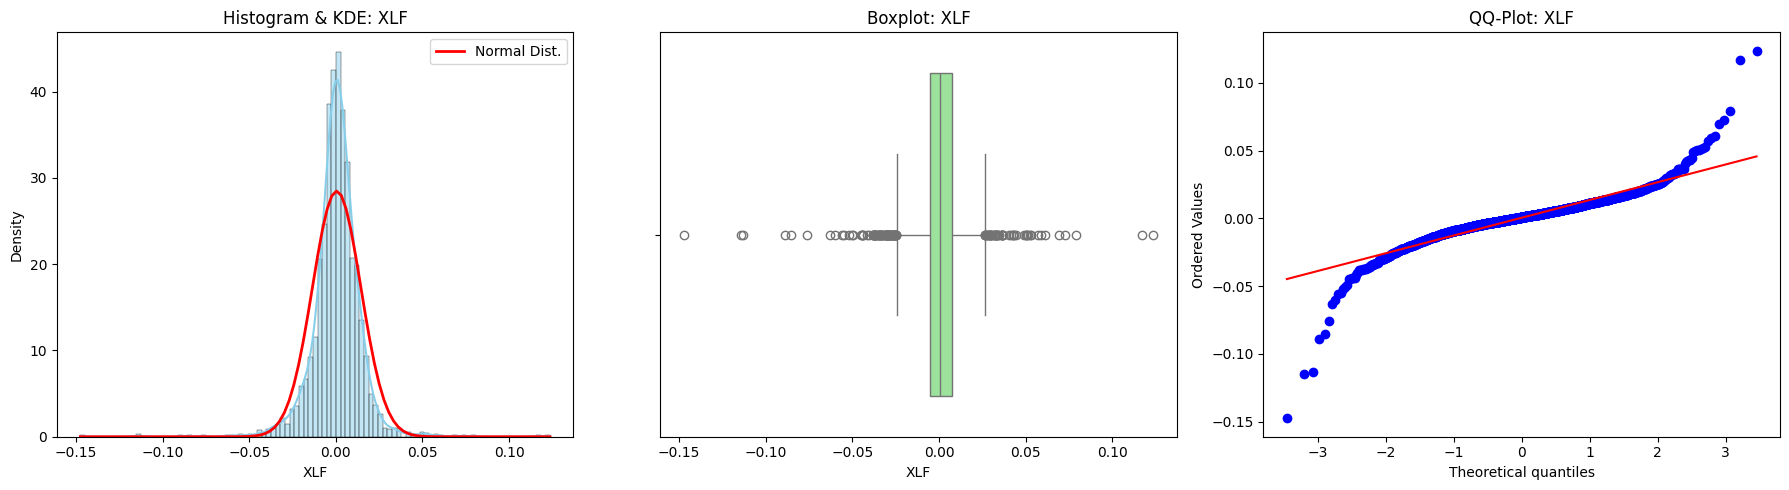 Histogram & KDE: XLF
Normal Dist.
40
30
20
10
0
Density
−0.15 −0.10 −0.05 0.00 0.05 0.10
XLF
Boxplot: XLF
−0.15 −0.10 −0.05 0.00 0.05 0.10
XLF
QQ-Plot: XLF
0.10
0.05
0.00
−0.05
−0.10
−0.15
Ordered Values
−3 −2 −1 0 1 2 3
Theoretical quantiles